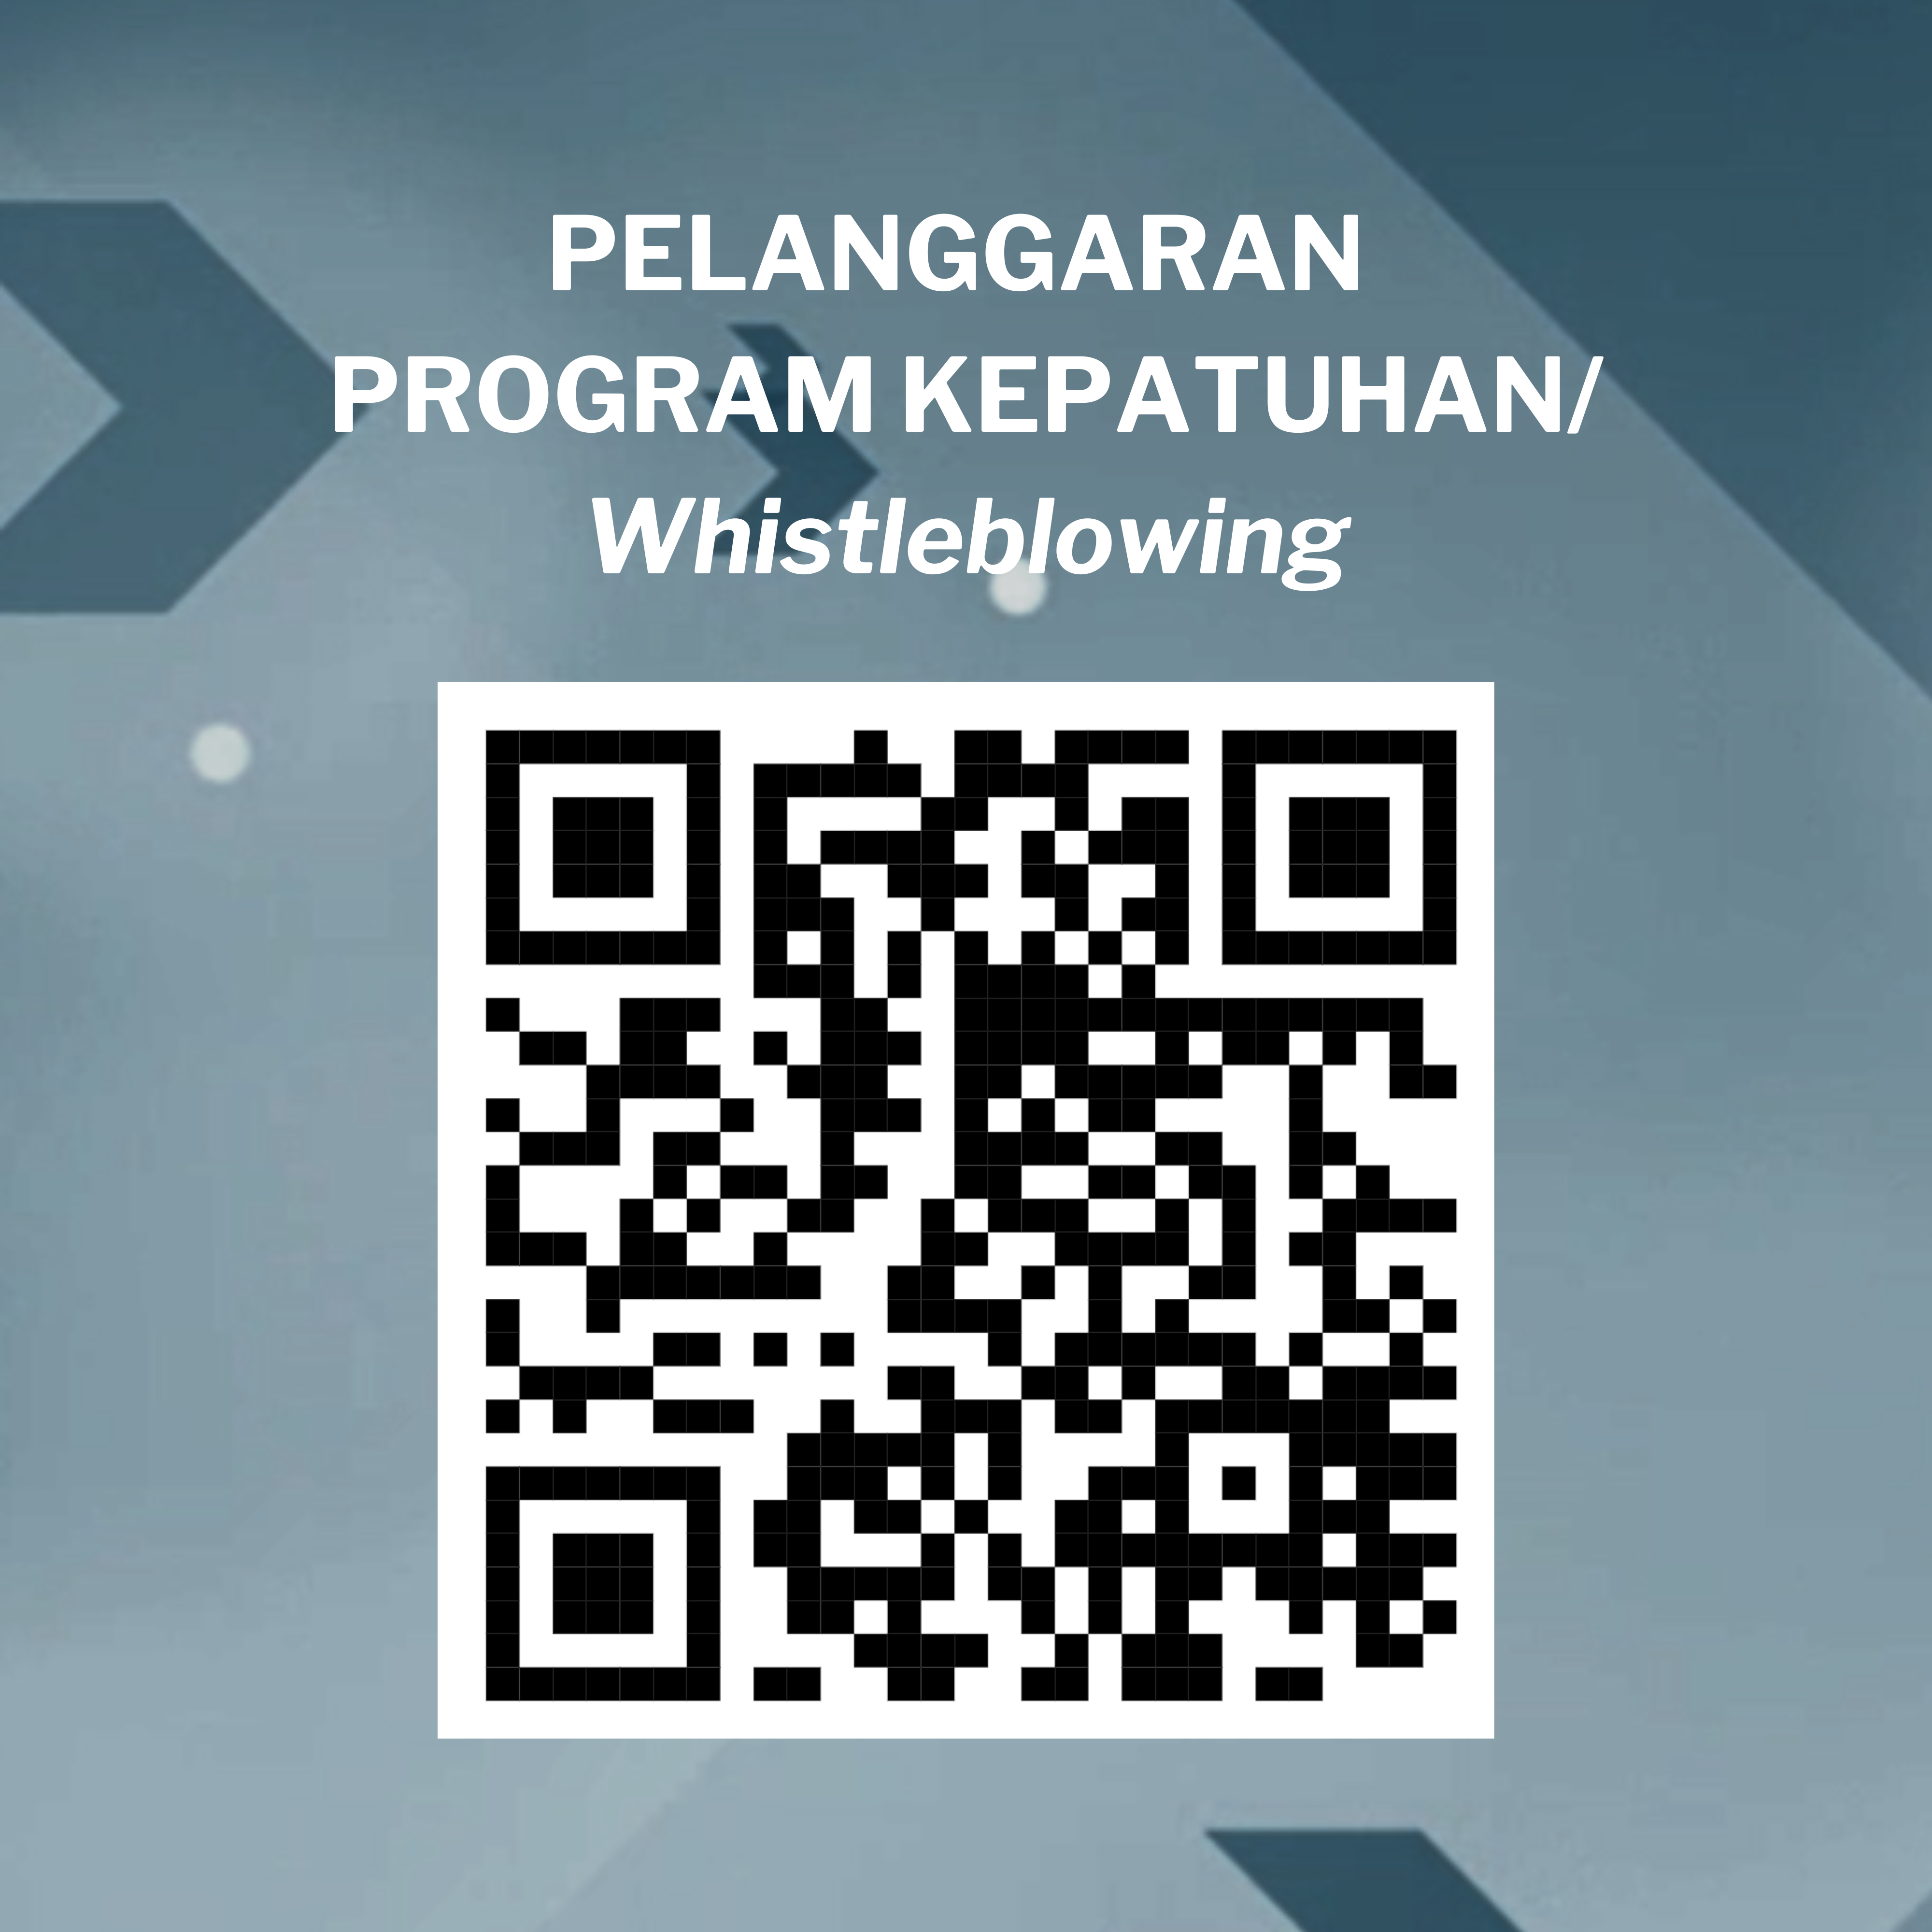 PELANGGARAN
PROGRAM KEPATUHAN/
Whistleblowing